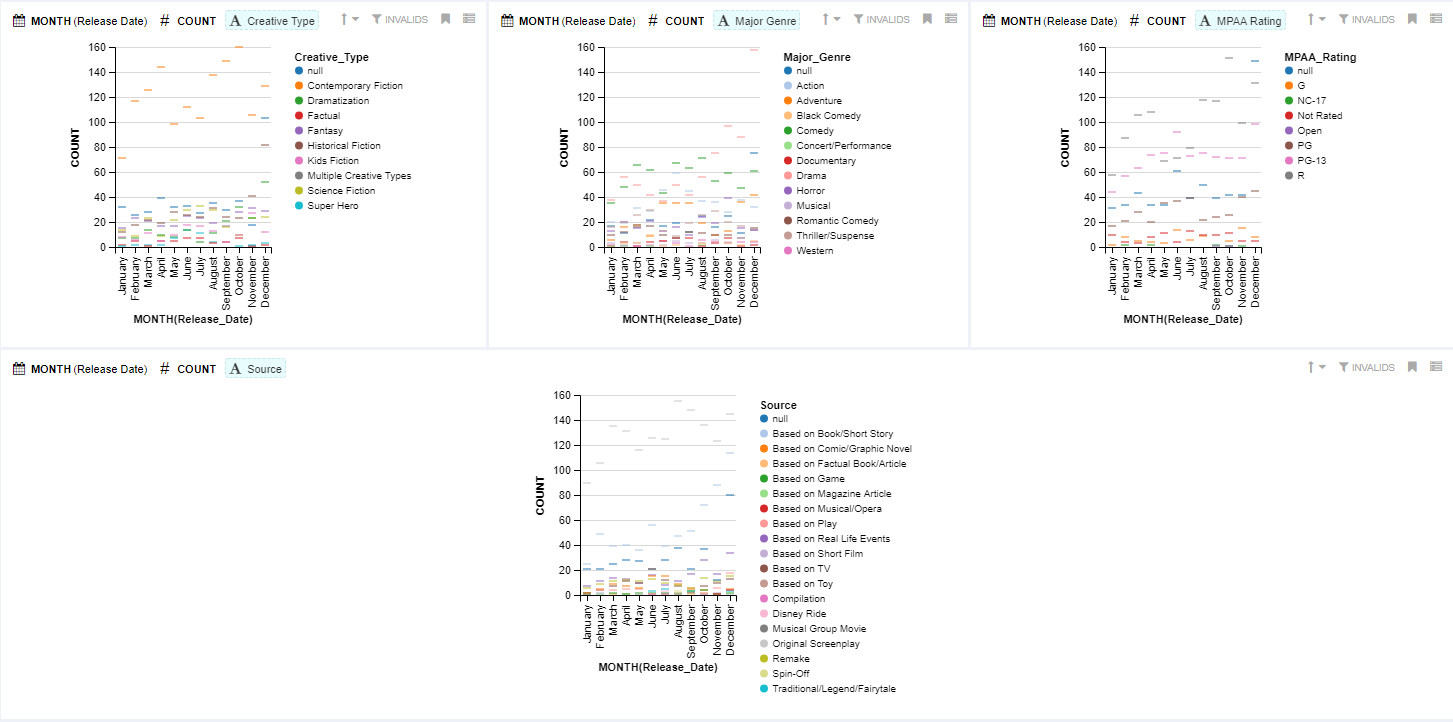 MONTH (Release Date) # COUNT A Creative Type INVALIDS
MONTH (Release Date) # COUNT A Major Genre INVALIDS
MONTH (Release Date) # COUNT A MPAA Rating INVALIDS
160
140
120
100
80
60
40
20
0
COUNT
January
February
March
April
May
June
July
August
September
October
November
December
MONTH(Release_Date)
Creative_Type
null
Contemporary Fiction
Dramatization
Factual
Fantasy
Historical Fiction
Kids Fiction
Multiple Creative Types
Science Fiction
Super Hero
160
140
120
100
80
60
40
20
0
COUNT
January
February
March
April
May
June
July
August
September
October
November
December
MONTH(Release_Date)
Major_Genre
null
Action
Adventure
Black Comedy
Comedy
Concert/Performance
Documentary
Drama
Horror
Musical
Romantic Comedy
Thriller/Suspense
Western
160
140
120
100
80
60
40
20
0
COUNT
January
February
March
April
May
June
July
August
September
October
November
December
MONTH(Release_Date)
MPAA_Rating
null
G
NC-17
Not Rated
Open
PG
PG-13
R
MONTH (Release Date) # COUNT A Source INVALIDS
160
140
120
100
80
60
40
20
0
COUNT
January
February
March
April
May
June
July
August
September
October
November
December
MONTH(Release_Date)
Source
null
Based on Book/Short Story
Based on Comic/Graphic Novel
Based on Factual Book/Article
Based on Game
Based on Magazine Article
Based on Musical/Opera
Based on Play
Based on Real Life Events
Based on Short Film
Based on TV
Based on Toy
Compilation
Disney Ride
Musical Group Movie
Original Screenplay
Remake
Spin-Off
Traditional/Legend/Fairytale